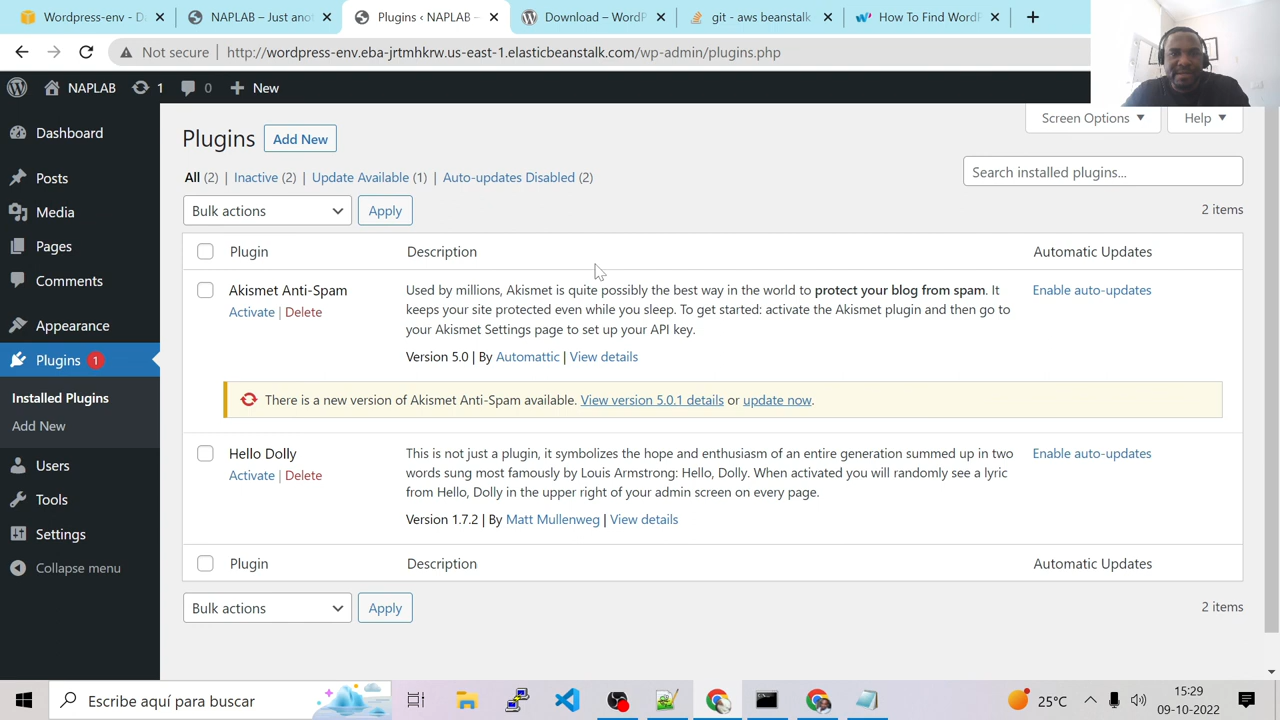 Wordpress-env - Da
NAPLAB – Just anot
Plugins ‹ NAPLAB -
Download – WordPr
git - aws beanstalk
How To Find WordP
Not secure
http://wordpress-env.eba-jrtmhkrw.us-east-1.elasticbeanstalk.com/wp-admin/plugins.php
NAPLAB 1 0 New
Screen Options Help
Dashboard
Posts
Media
Pages
Comments
Appearance
Plugins 1
Installed Plugins
Add New
Users
Tools
Settings
Collapse menu
Plugins Add New
All (2) | Inactive (2) | Update Available (1) | Auto-updates Disabled (2)
Search installed plugins...
Bulk actions Apply
2 items
Plugin Description Automatic Updates
Akismet Anti-Spam
Activate | Delete
Used by millions, Akismet is quite possibly the best way in the world to protect your blog from spam. It
keeps your site protected even while you sleep. To get started: activate the Akismet plugin and then go to
your Akismet Settings page to set up your API key.
Version 5.0 | By Automattic | View details
Enable auto-updates
There is a new version of Akismet Anti-Spam available. View version 5.0.1 details or update now.
Hello Dolly
Activate | Delete
This is not just a plugin, it symbolizes the hope and enthusiasm of an entire generation summed up in two
words sung most famously by Louis Armstrong: Hello, Dolly. When activated you will randomly see a lyric
from Hello, Dolly in the upper right of your admin screen on every page.
Version 1.7.2 | By Matt Mullenweg | View details
Enable auto-updates
Plugin Description Automatic Updates
Bulk actions Apply
2 items
Escribe aquí para buscar
25°C
15:29
09-10-2022